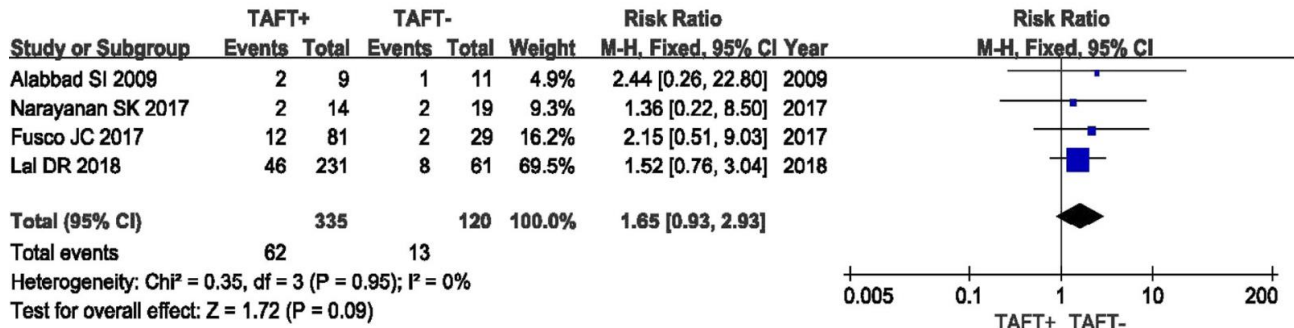 TAFT+ TAFT- Risk Ratio Risk Ratio
Study or Subgroup Events Total Events Total Weight M-H, Fixed, 95% CI Year M-H, Fixed, 95% CI
Alabbad SI 2009 2 9 1 11 4.9% 2.44 [0.26, 22.80] 2009
Narayanan SK 2017 2 14 2 19 9.3% 1.36 [0.22, 8.50] 2017
Fusco JC 2017 12 81 2 29 16.2% 2.15 [0.51, 9.03] 2017
Lal DR 2018 46 231 8 61 69.5% 1.52 [0.76, 3.04] 2018
Total (95% CI) 335 120 100.0% 1.65 [0.93, 2.93]
Total events 62 13
Heterogeneity: Chi² = 0.35, df = 3 (P = 0.95); I² = 0%
Test for overall effect: Z = 1.72 (P = 0.09)
0.005 0.1 1 10 200
TAFT+ TAFT-